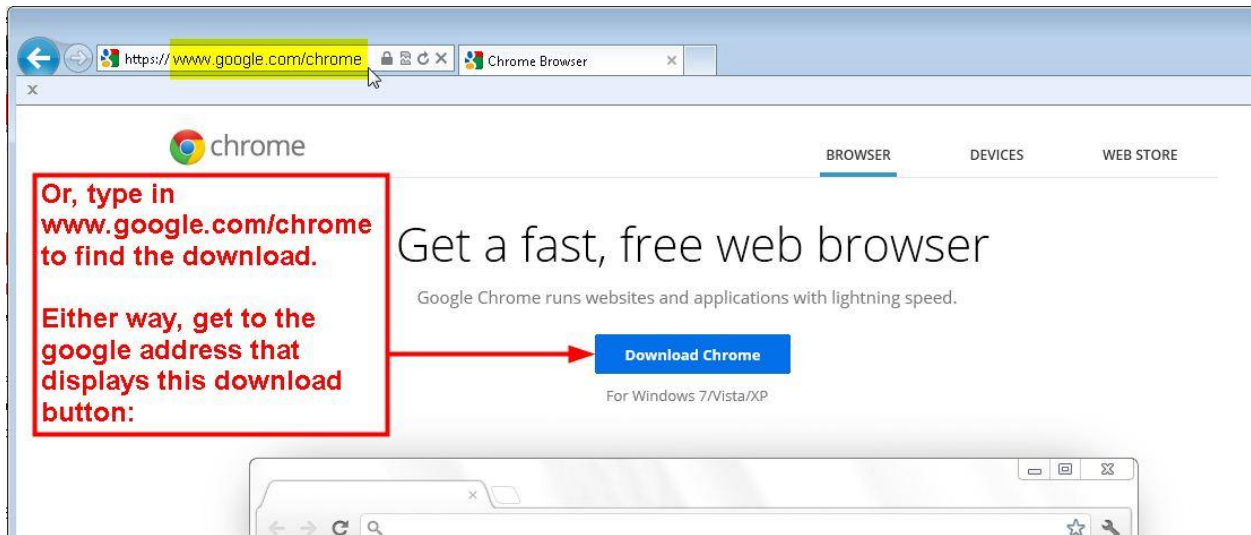 https://www.google.com/chrome
Chrome Browser
chrome
BROWSER DEVICES WEB STORE
Or, type in
www.google.com/chrome
to find the download.
Either way, get to the
google address that
displays this download
button:
Get a fast, free web browser
Google Chrome runs websites and applications with lightning speed.
Download Chrome
For Windows 7/Vista/XP